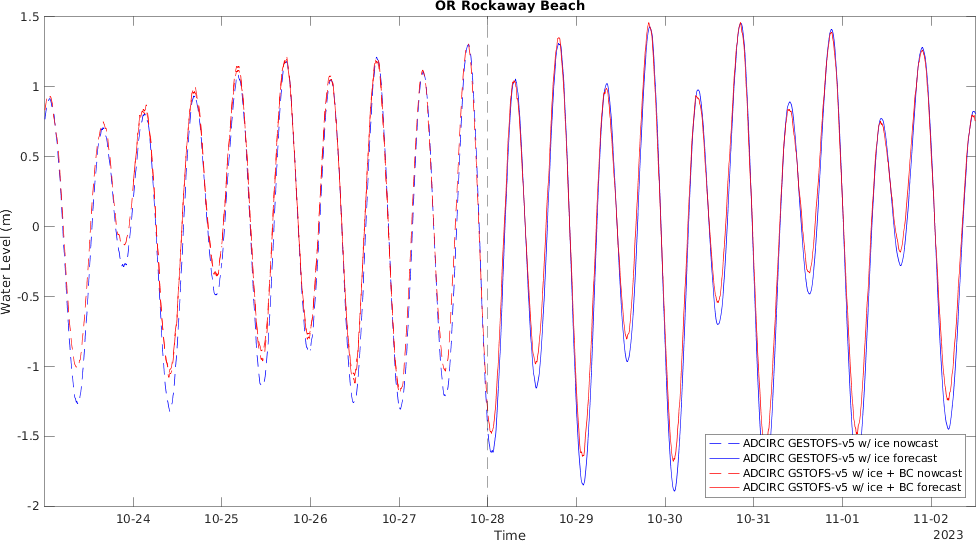 OR Rockaway Beach
1.5
1
0.5
0
-0.5
-1
-1.5
-2
Water Level (m)
10-24 10-25 10-26 10-27 10-28 10-29 10-30 10-31 11-01 11-02
Time
2023
ADCIRC GESTOFS-v5 w/ ice nowcast
ADCIRC GESTOFS-v5 w/ ice forecast
ADCIRC GSTOFS-v5 w/ ice + BC nowcast
ADCIRC GSTOFS-v5 w/ ice + BC forecast